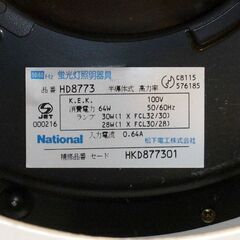 50/60Hz 蛍光灯照明器具
品番 HD8773 半導体式 高力率
C8115
576185
K.E.K. 100V
消費電力 64W 50/60Hz
ランプ 30W(1 X FCL32/30)
28W(1 X FCL30/28)
JET
000216
入力電流 0.64A
National 松下電工株式会社
補修品番 セード HKD877301